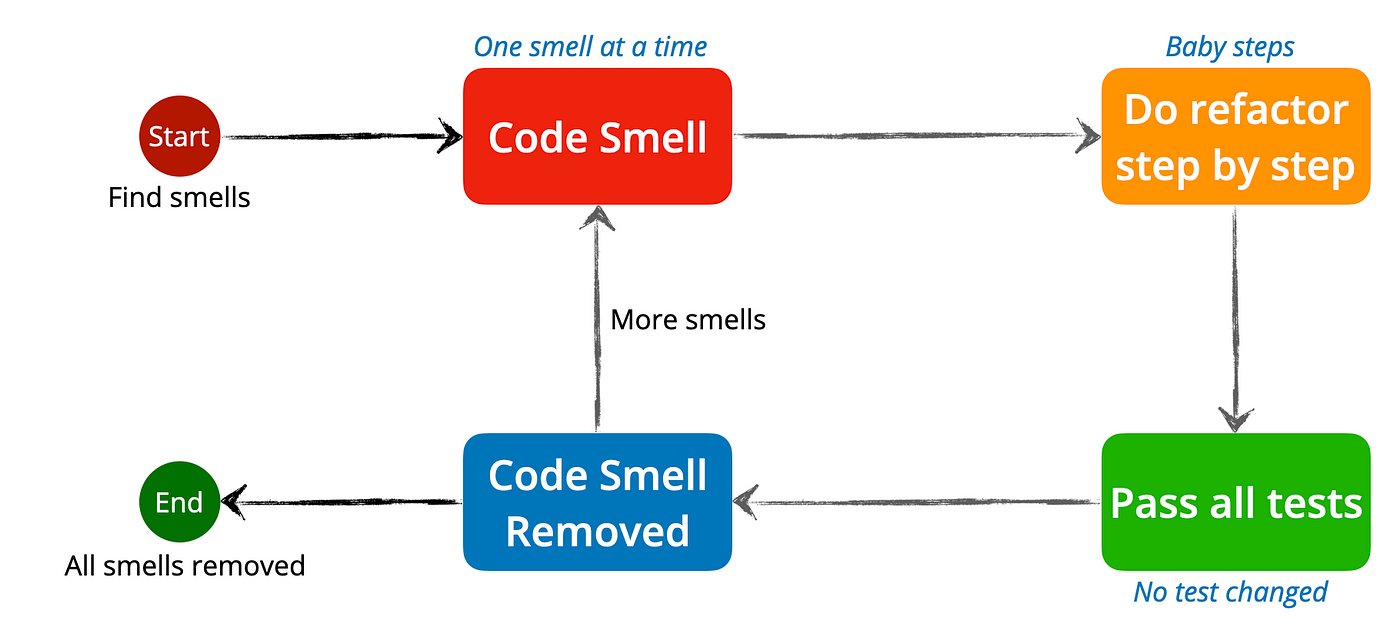 One smell at a time
Baby steps
Start
Code Smell
Do refactor
step by step
Find smells
More smells
End
Code Smell
Removed
Pass all tests
All smells removed
No test changed